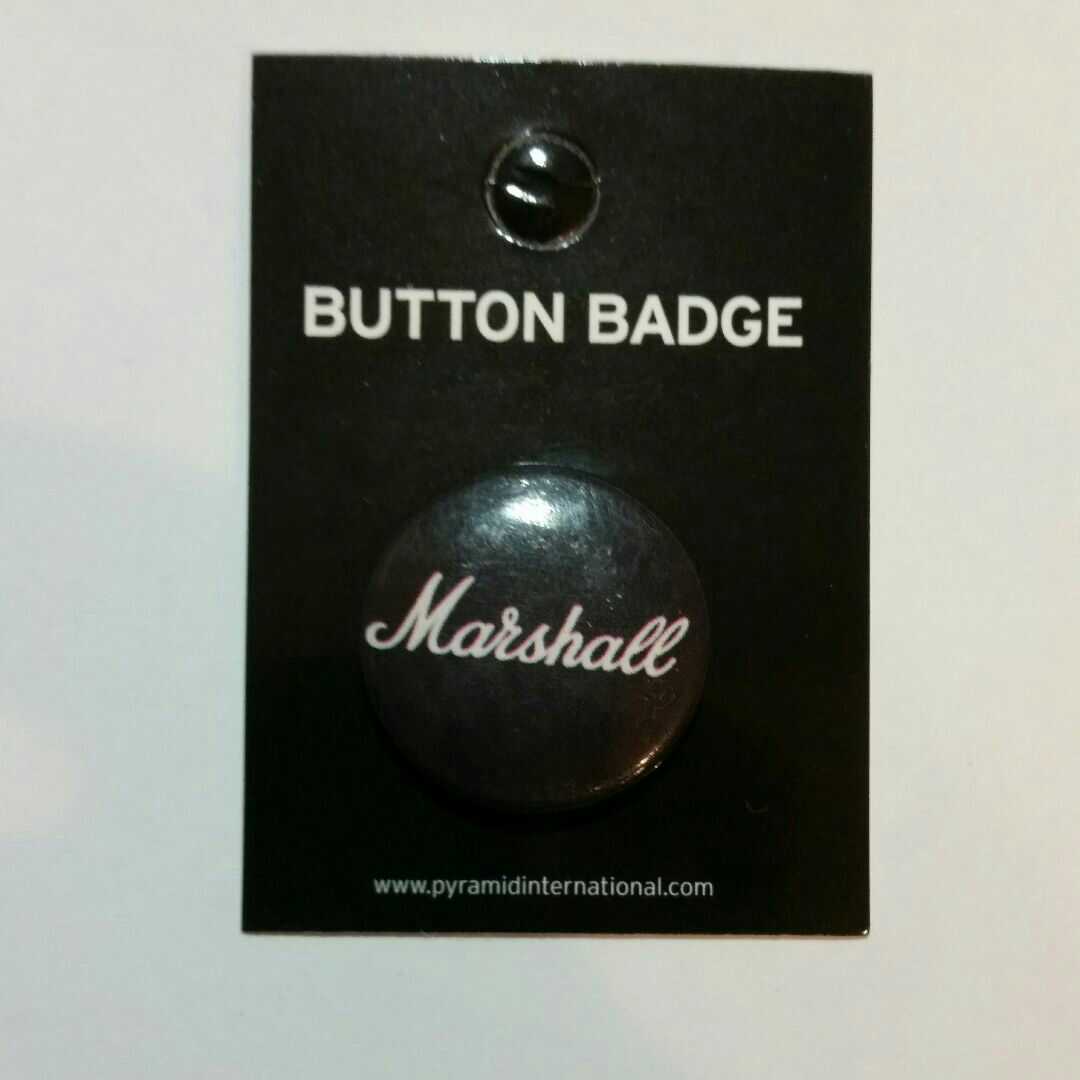 BUTTON BADGE
Marshall
www.pyramidinternational.com